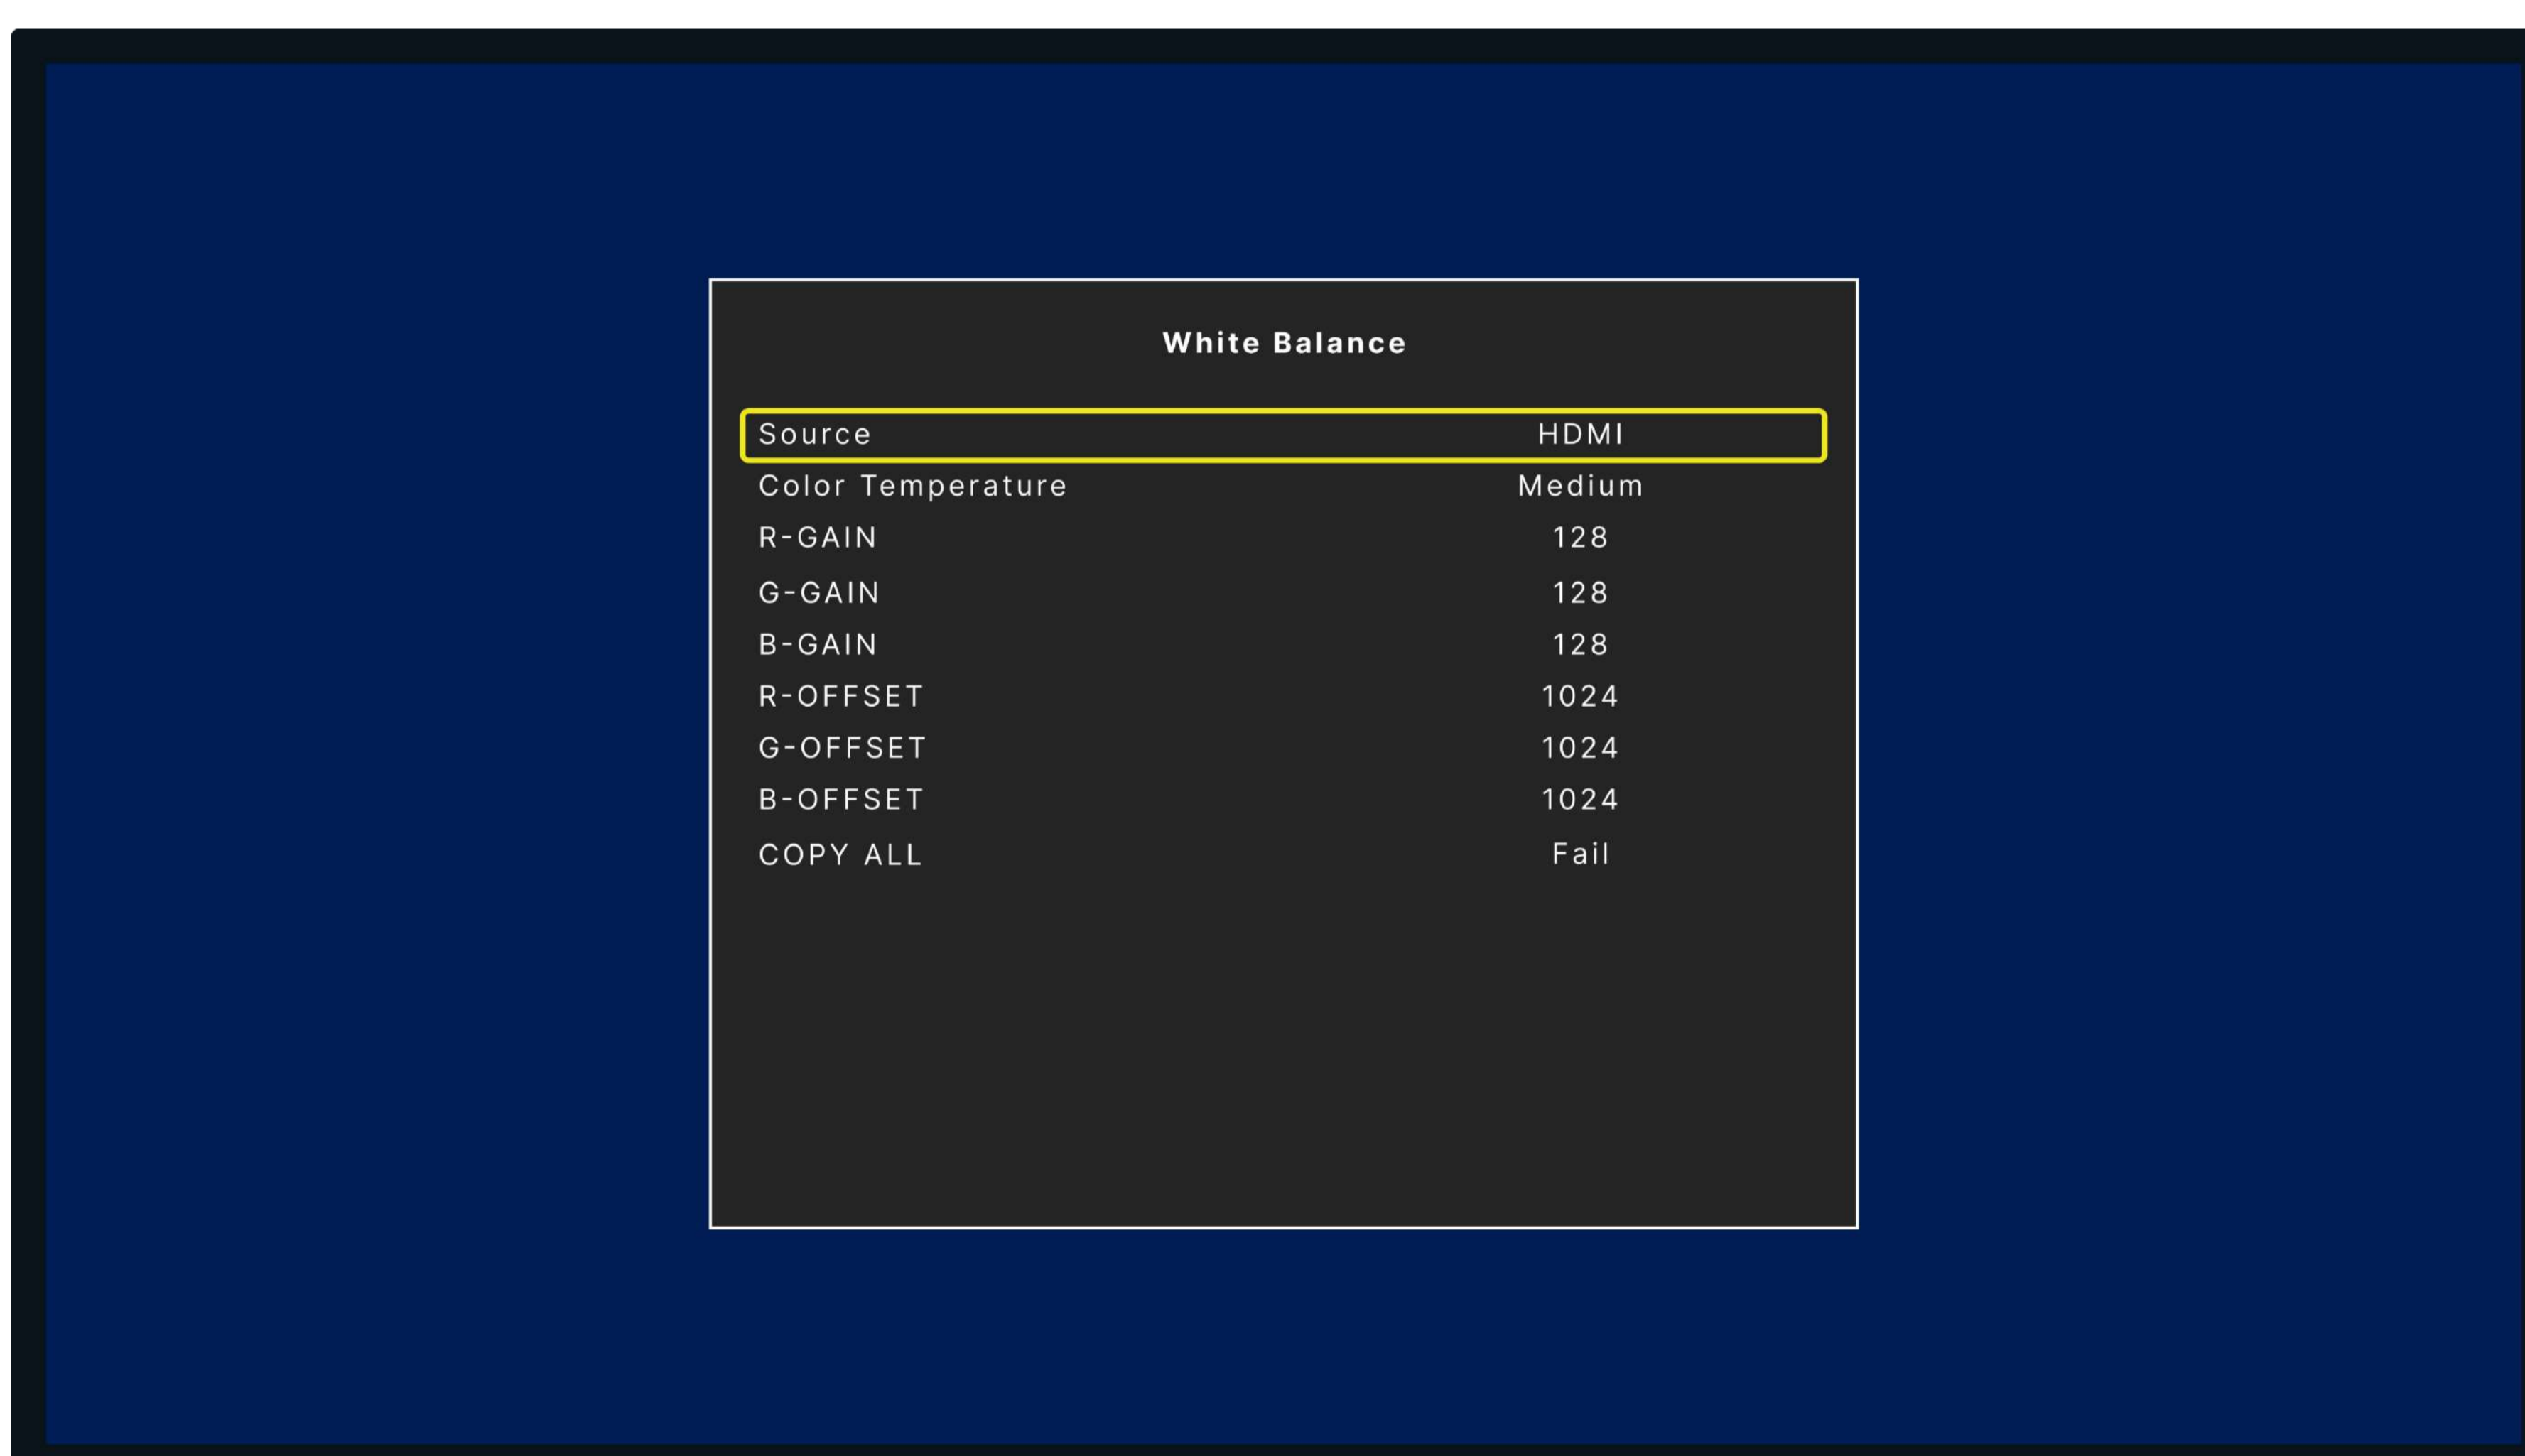 White Balance
Source HDMI
Color Temperature Medium
R-GAIN 128
G-GAIN 128
B-GAIN 128
R-OFFSET 1024
G-OFFSET 1024
B-OFFSET 1024
COPY ALL Fail